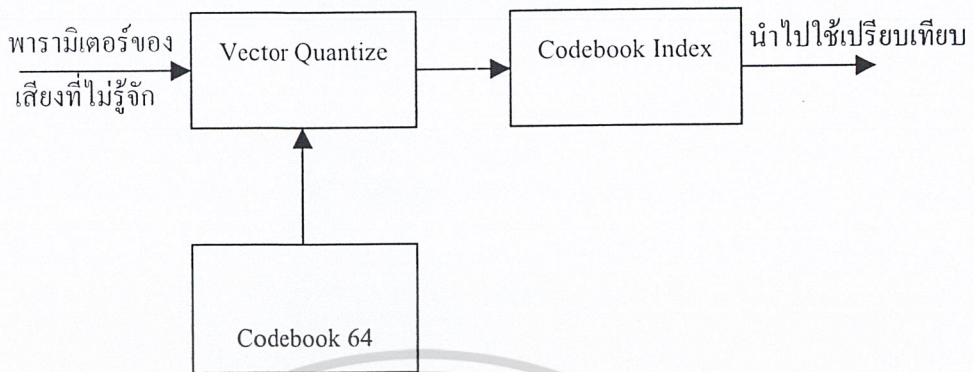 พารามิเตอร์ของ
เสียงที่ไม่รู้จัก
Vector Quantize
Codebook Index
นำไปใช้เปรียบเทียบ
Codebook 64